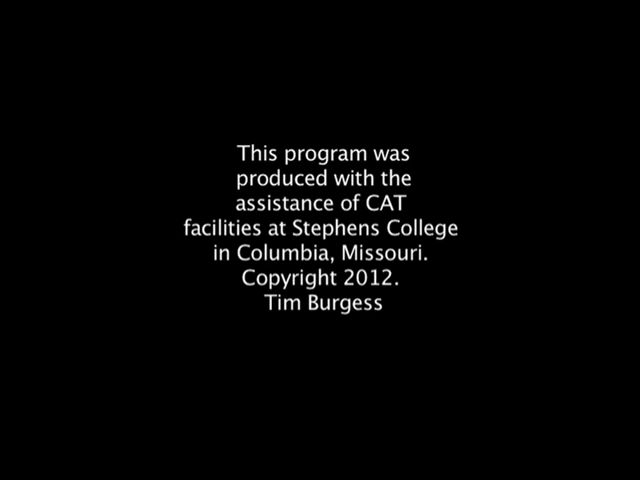 This program was
produced with the
assistance of CAT
facilities at Stephens College
in Columbia, Missouri.
Copyright 2012.
Tim Burgess